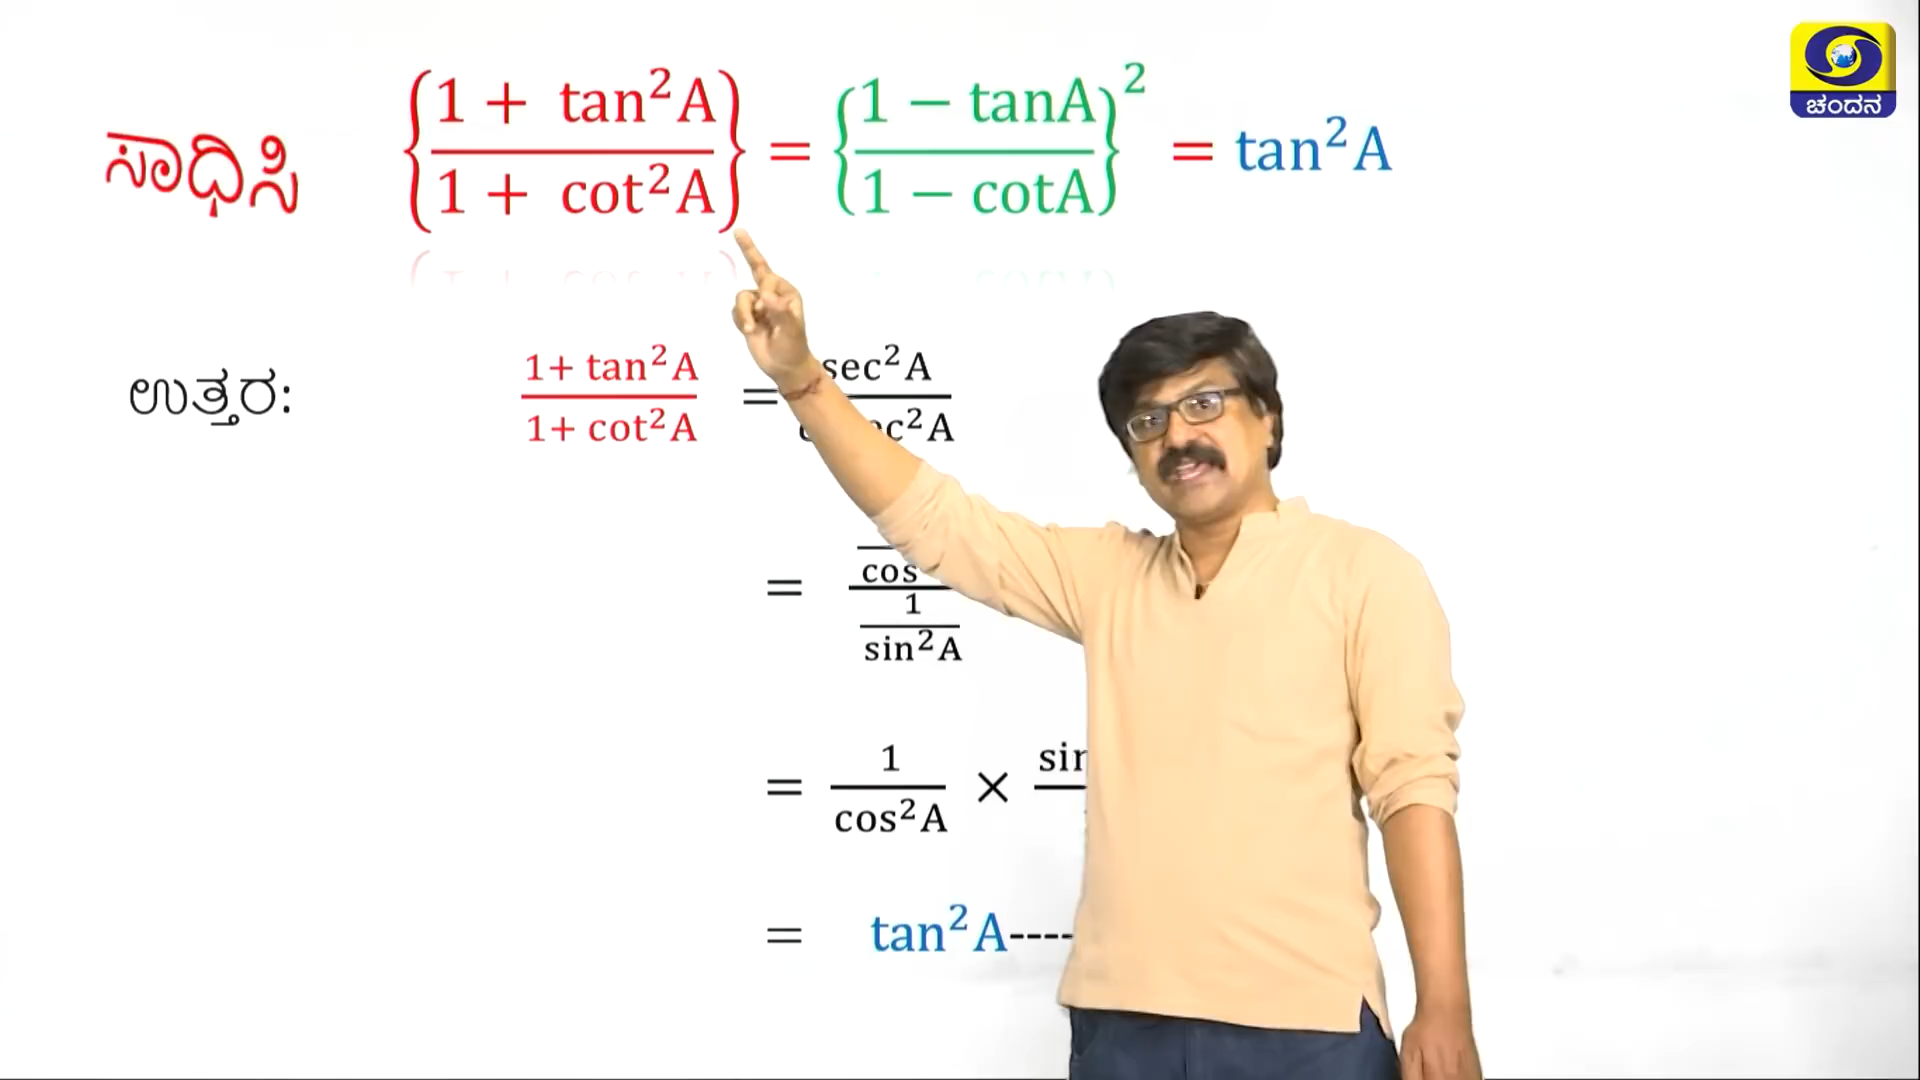 ಚಂದನ
ಸಾಧಿಸಿ {(1 + tan²A)/(1 + cot²A)} = {(1 − tanA)/(1 − cotA)}² = tan²A
ಉತ್ತರ: (1+ tan²A)/(1+ cot²A) = sec²A
= 1/sin²A
= 1/cos²A ×
= tan²A----